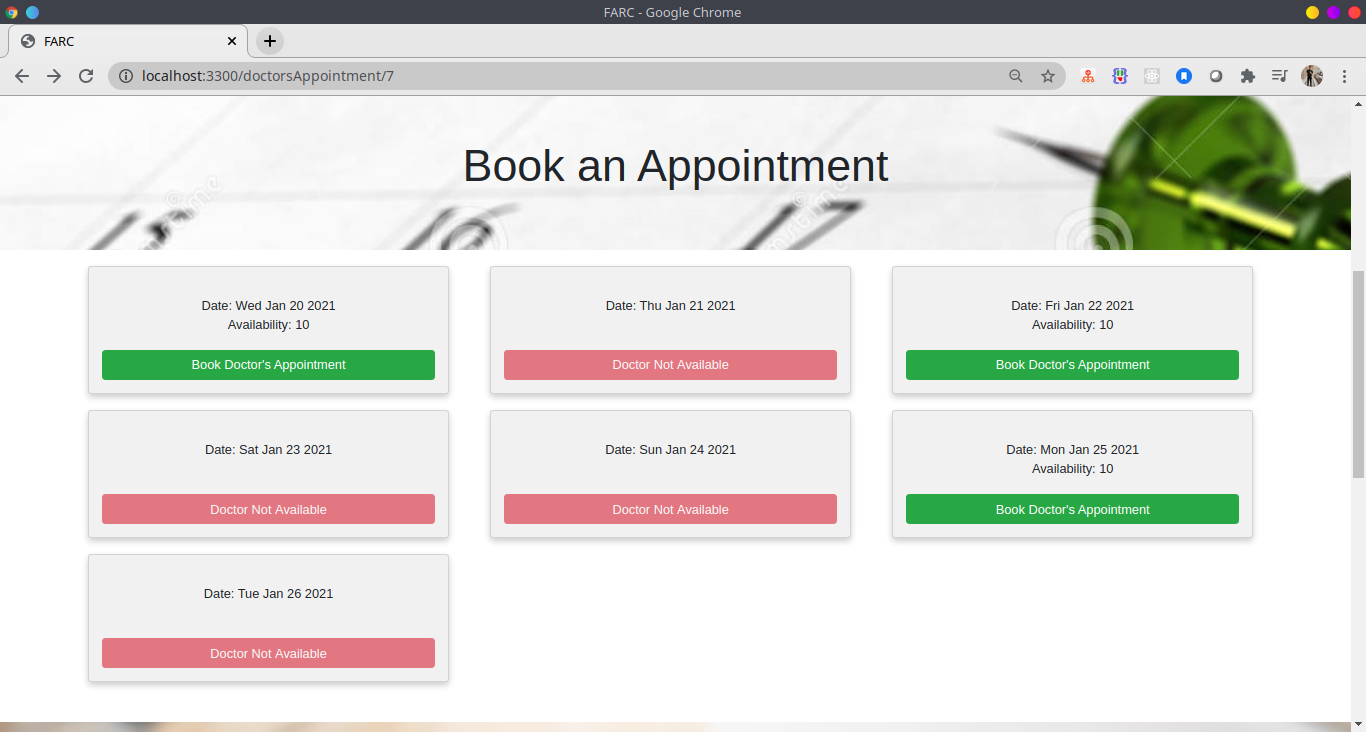 FARC - Google Chrome
FARC
localhost:3300/doctorsAppointment/7
Book an Appointment
Date: Wed Jan 20 2021
Availability: 10
Book Doctor's Appointment
Date: Thu Jan 21 2021
Doctor Not Available
Date: Fri Jan 22 2021
Availability: 10
Book Doctor's Appointment
Date: Sat Jan 23 2021
Doctor Not Available
Date: Sun Jan 24 2021
Doctor Not Available
Date: Mon Jan 25 2021
Availability: 10
Book Doctor's Appointment
Date: Tue Jan 26 2021
Doctor Not Available